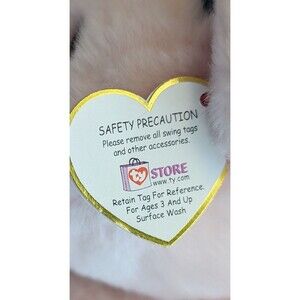 SAFETY PRECAUTION
Please remove all swing tags
and other accessories.
ty STORE
www.ty.com
Retain Tag For Reference.
For Ages 3 And Up
Surface Wash